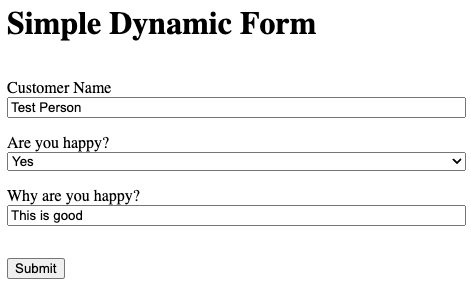 Simple Dynamic Form
Customer Name
Test Person
Are you happy?
Yes
Why are you happy?
This is good
Submit